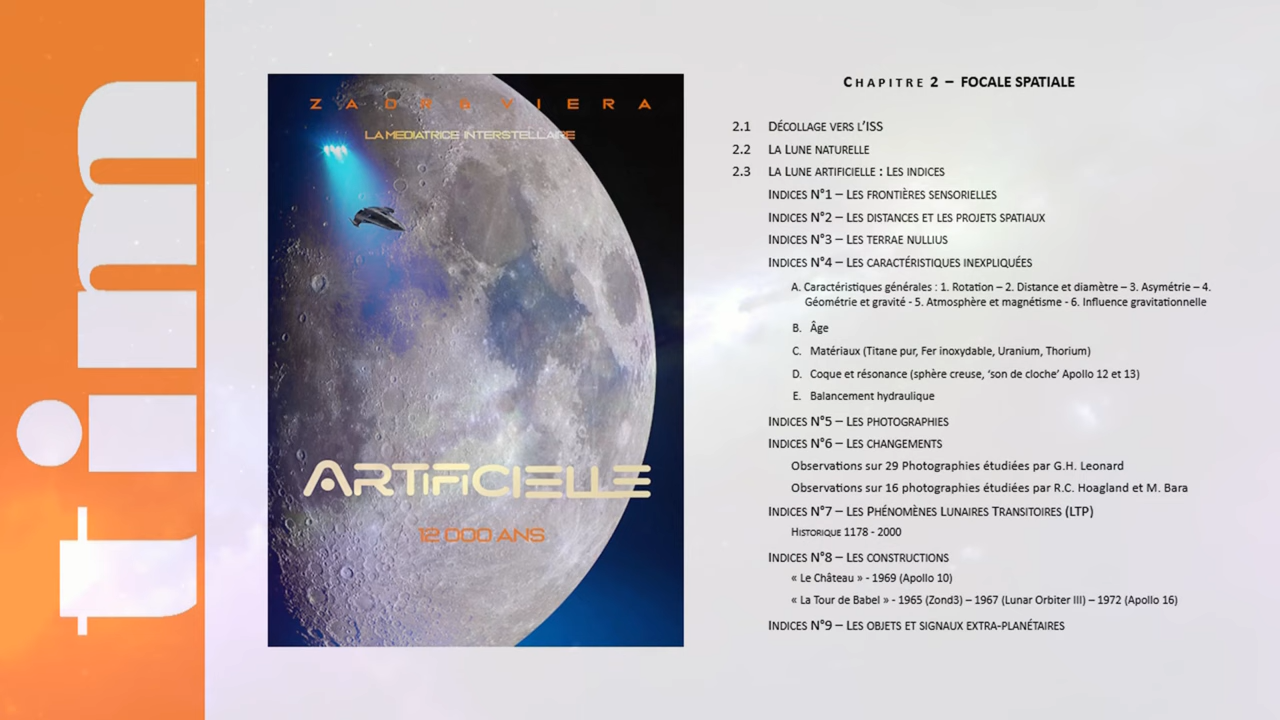 tim
ZADRE VIERA
LA MEDIATRICE INTERSTELLAIRE
ARTIFICIELLE
12 000 ANS
CHAPITRE 2 – FOCALE SPATIALE
2.1 DÉCOLLAGE VERS L'ISS
2.2 LA LUNE NATURELLE
2.3 LA LUNE ARTIFICIELLE : LES INDICES
INDICES N°1 – LES FRONTIÈRES SENSORIELLES
INDICES N°2 – LES DISTANCES ET LES PROJETS SPATIAUX
INDICES N°3 – LES TERRAE NULLIUS
INDICES N°4 – LES CARACTÉRISTIQUES INEXPLIQUÉES
A. Caractéristiques générales : 1. Rotation – 2. Distance et diamètre – 3. Asymétrie – 4.
Géométrie et gravité - 5. Atmosphère et magnétisme - 6. Influence gravitationnelle
B. Âge
C. Matériaux (Titane pur, Fer inoxydable, Uranium, Thorium)
D. Coque et résonance (sphère creuse, 'son de cloche' Apollo 12 et 13)
E. Balancement hydraulique
INDICES N°5 – LES PHOTOGRAPHIES
INDICES N°6 – LES CHANGEMENTS
Observations sur 29 Photographies étudiées par G.H. Leonard
Observations sur 16 photographies étudiées par R.C. Hoagland et M. Bara
INDICES N°7 – LES PHÉNOMÈNES LUNAIRES TRANSITOIRES (LTP)
HISTORIQUE 1178 - 2000
INDICES N°8 – LES CONSTRUCTIONS
« Le Château » - 1969 (Apollo 10)
« La Tour de Babel » - 1965 (Zond3) – 1967 (Lunar Orbiter III) – 1972 (Apollo 16)
INDICES N°9 – LES OBJETS ET SIGNAUX EXTRA-PLANÉTAIRES